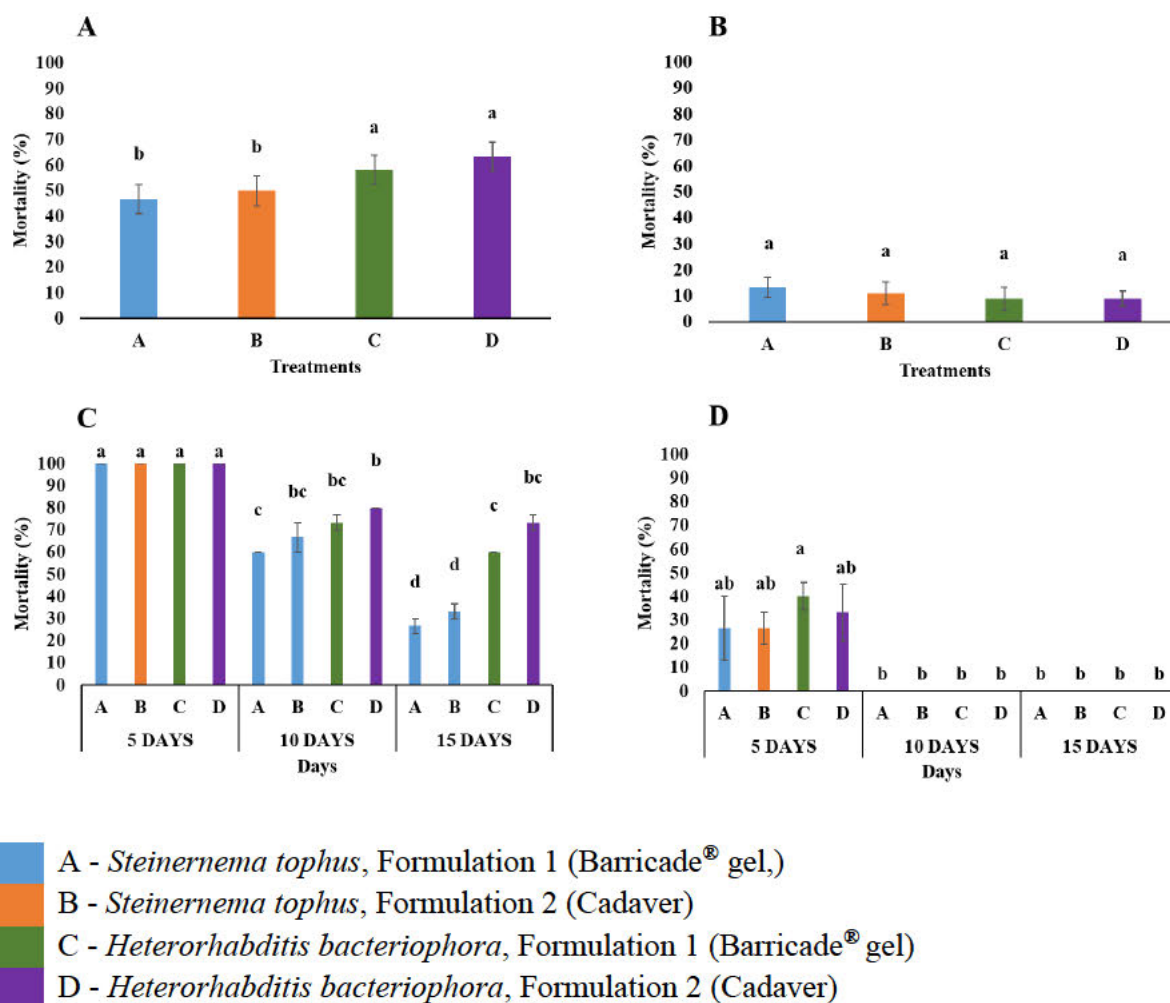 A
Mortality (%)
100
90
80
70
60
50
40
30
20
10
0
b
b
a
a
A B C D
Treatments
B
Mortality (%)
100
90
80
70
60
50
40
30
20
10
0
a a a a
A B C D
Treatments
C
Mortality (%)
100
90
80
70
60
50
40
30
20
10
0
a a a a
c bc bc b
d d c bc
A B C D A B C D A B C D
5 DAYS 10 DAYS 15 DAYS
Days
D
Mortality (%)
100
90
80
70
60
50
40
30
20
10
0
ab ab a ab
b b b b b b b b
A B C D A B C D A B C D
5 DAYS 10 DAYS 15 DAYS
Days
A - Steinernema tophus, Formulation 1 (Barricade® gel,)
B - Steinernema tophus, Formulation 2 (Cadaver)
C - Heterorhabditis bacteriophora, Formulation 1 (Barricade® gel)
D - Heterorhabditis bacteriophora, Formulation 2 (Cadaver)